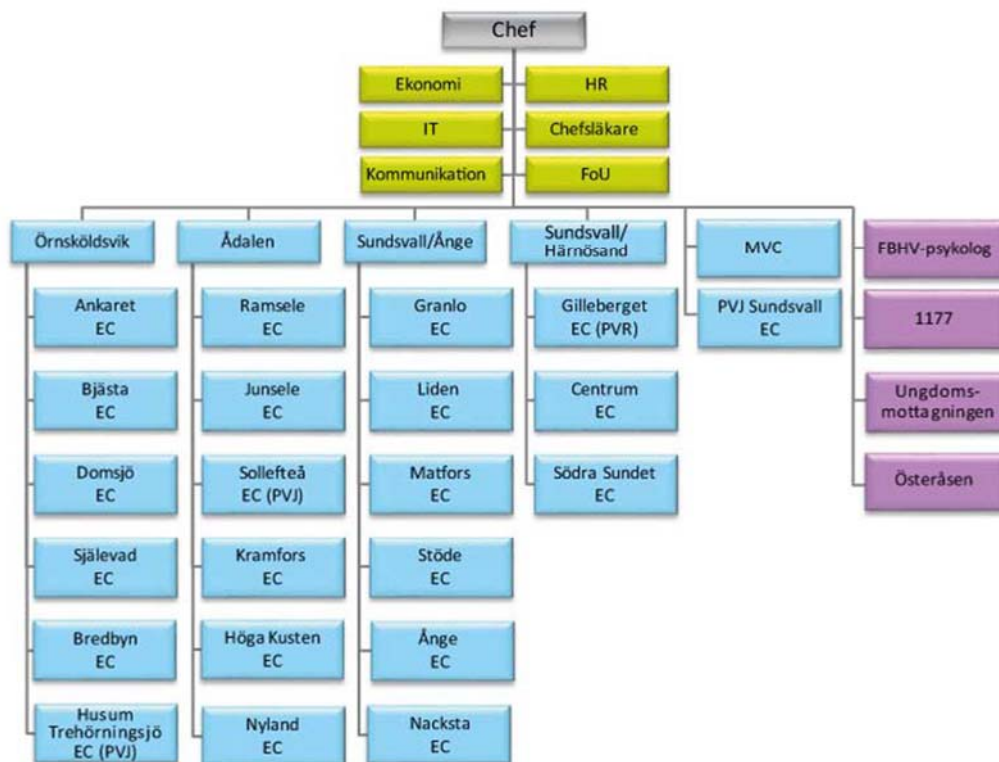 Chef
Ekonomi
HR
IT
Chefsläkare
Kommunikation
FoU
Örnsköldsvik
Ankaret
EC
Bjästa
EC
Domsjö
EC
Själevad
EC
Bredbyn
EC
Husum
Trehörningsjö
EC (PVJ)
Ådalen
Ramsele
EC
Junsele
EC
Sollefteå
EC (PVJ)
Kramfors
EC
Höga Kusten
EC
Nyland
EC
Sundsvall/Ånge
Granlo
EC
Liden
EC
Matfors
EC
Stöde
EC
Ånge
EC
Nacksta
EC
Sundsvall/
Härnösand
Gilleberget
EC (PVR)
Centrum
EC
Södra Sundet
EC
MVC
PVJ Sundsvall
EC
FBHV-psykolog
1177
Ungdoms-
mottagningen
Österåsen